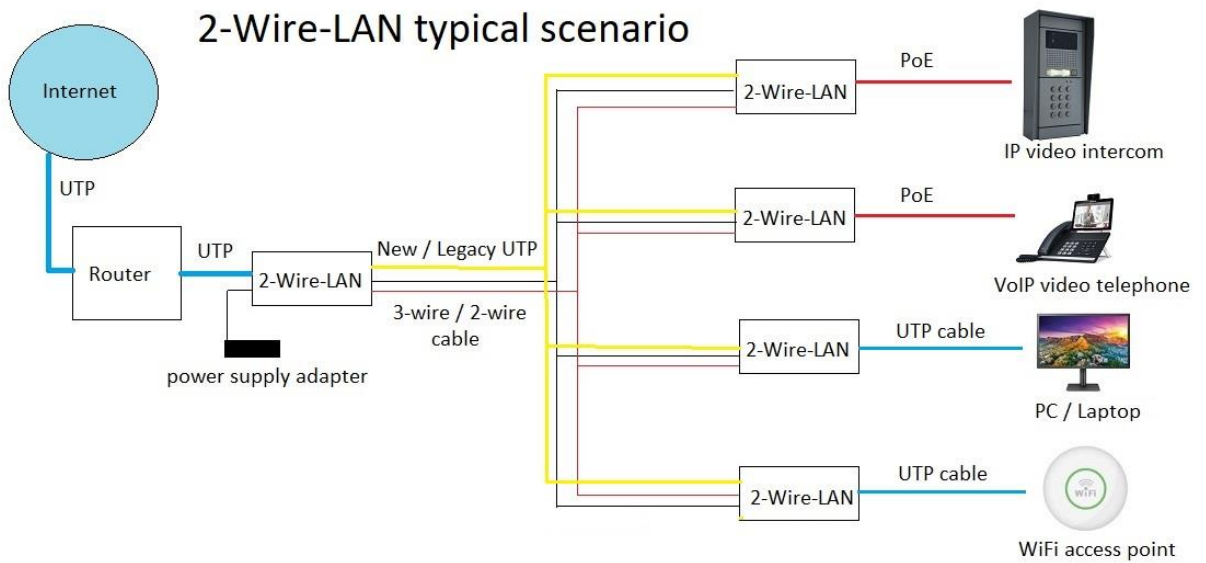 2-Wire-LAN typical scenario
Internet
UTP
Router
UTP
2-Wire-LAN
New / Legacy UTP
3-wire / 2-wire
cable
power supply adapter
2-Wire-LAN
PoE
IP video intercom
2-Wire-LAN
PoE
VoIP video telephone
2-Wire-LAN
UTP cable
PC / Laptop
2-Wire-LAN
UTP cable
WiFi
WiFi access point